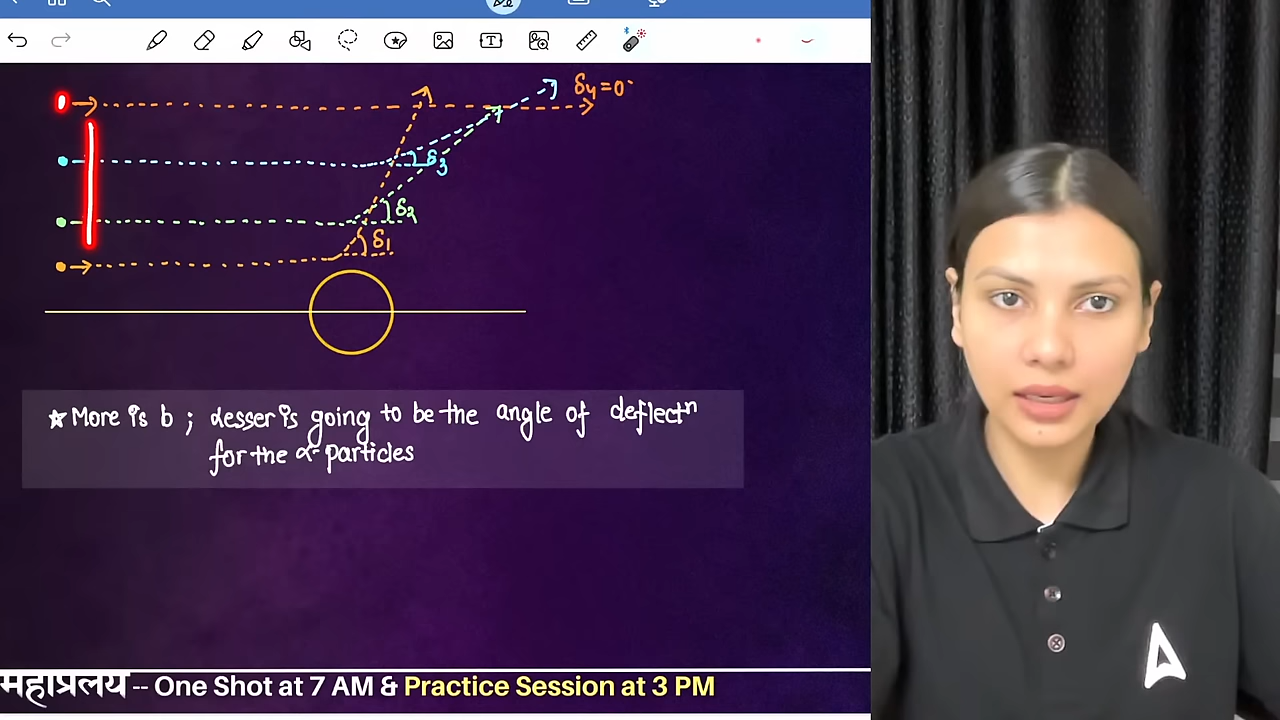 δ4=0°
δ3
δ2
δ1
* More is b ; Lesser is going to be the angle of deflectⁿ
for the α-particles
महाप्रलय -- One Shot at 7 AM & Practice Session at 3 PM